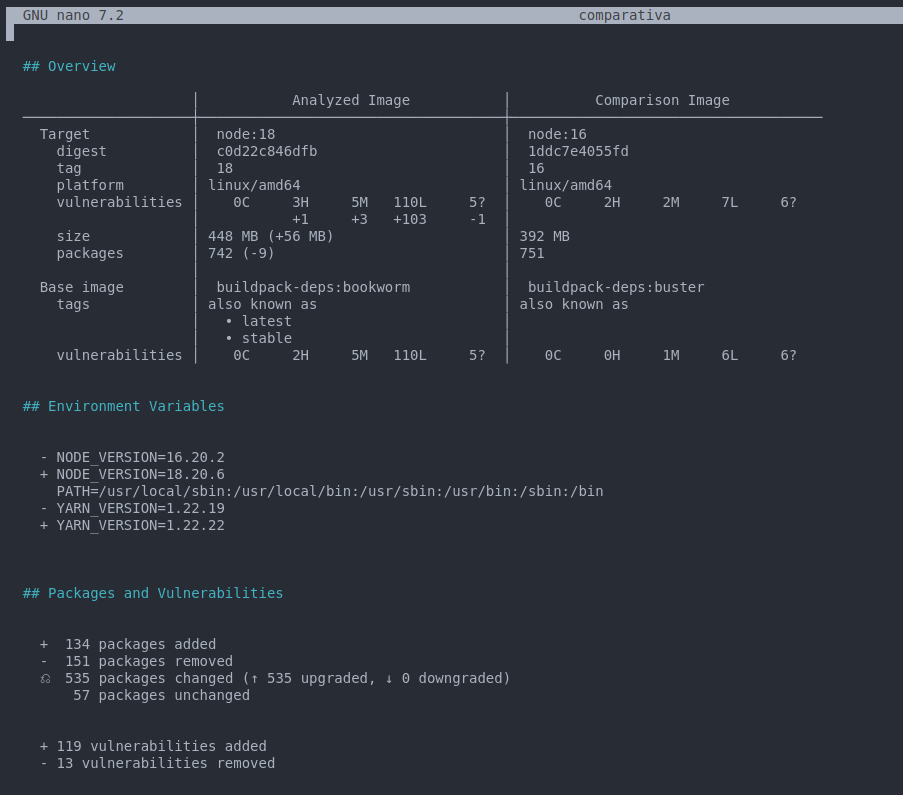 GNU nano 7.2 comparativa
## Overview
│ Analyzed Image │ Comparison Image
Target │ node:18 │ node:16
digest │ c0d22c846dfb │ 1ddc7e4055fd
tag │ 18 │ 16
platform │ linux/amd64 │ linux/amd64
vulnerabilities │ 0C 3H 5M 110L 5? │ 0C 2H 2M 7L 6?
│ +1 +3 +103 -1 │
size │ 448 MB (+56 MB) │ 392 MB
packages │ 742 (-9) │ 751
│ │
Base image │ buildpack-deps:bookworm │ buildpack-deps:buster
tags │ also known as │ also known as
│ • latest │
│ • stable │
vulnerabilities │ 0C 2H 5M 110L 5? │ 0C 0H 1M 6L 6?
## Environment Variables
- NODE_VERSION=16.20.2
+ NODE_VERSION=18.20.6
PATH=/usr/local/sbin:/usr/local/bin:/usr/sbin:/usr/bin:/sbin:/bin
- YARN_VERSION=1.22.19
+ YARN_VERSION=1.22.22
## Packages and Vulnerabilities
+ 134 packages added
- 151 packages removed
⎌ 535 packages changed (↑ 535 upgraded, ↓ 0 downgraded)
57 packages unchanged
+ 119 vulnerabilities added
- 13 vulnerabilities removed